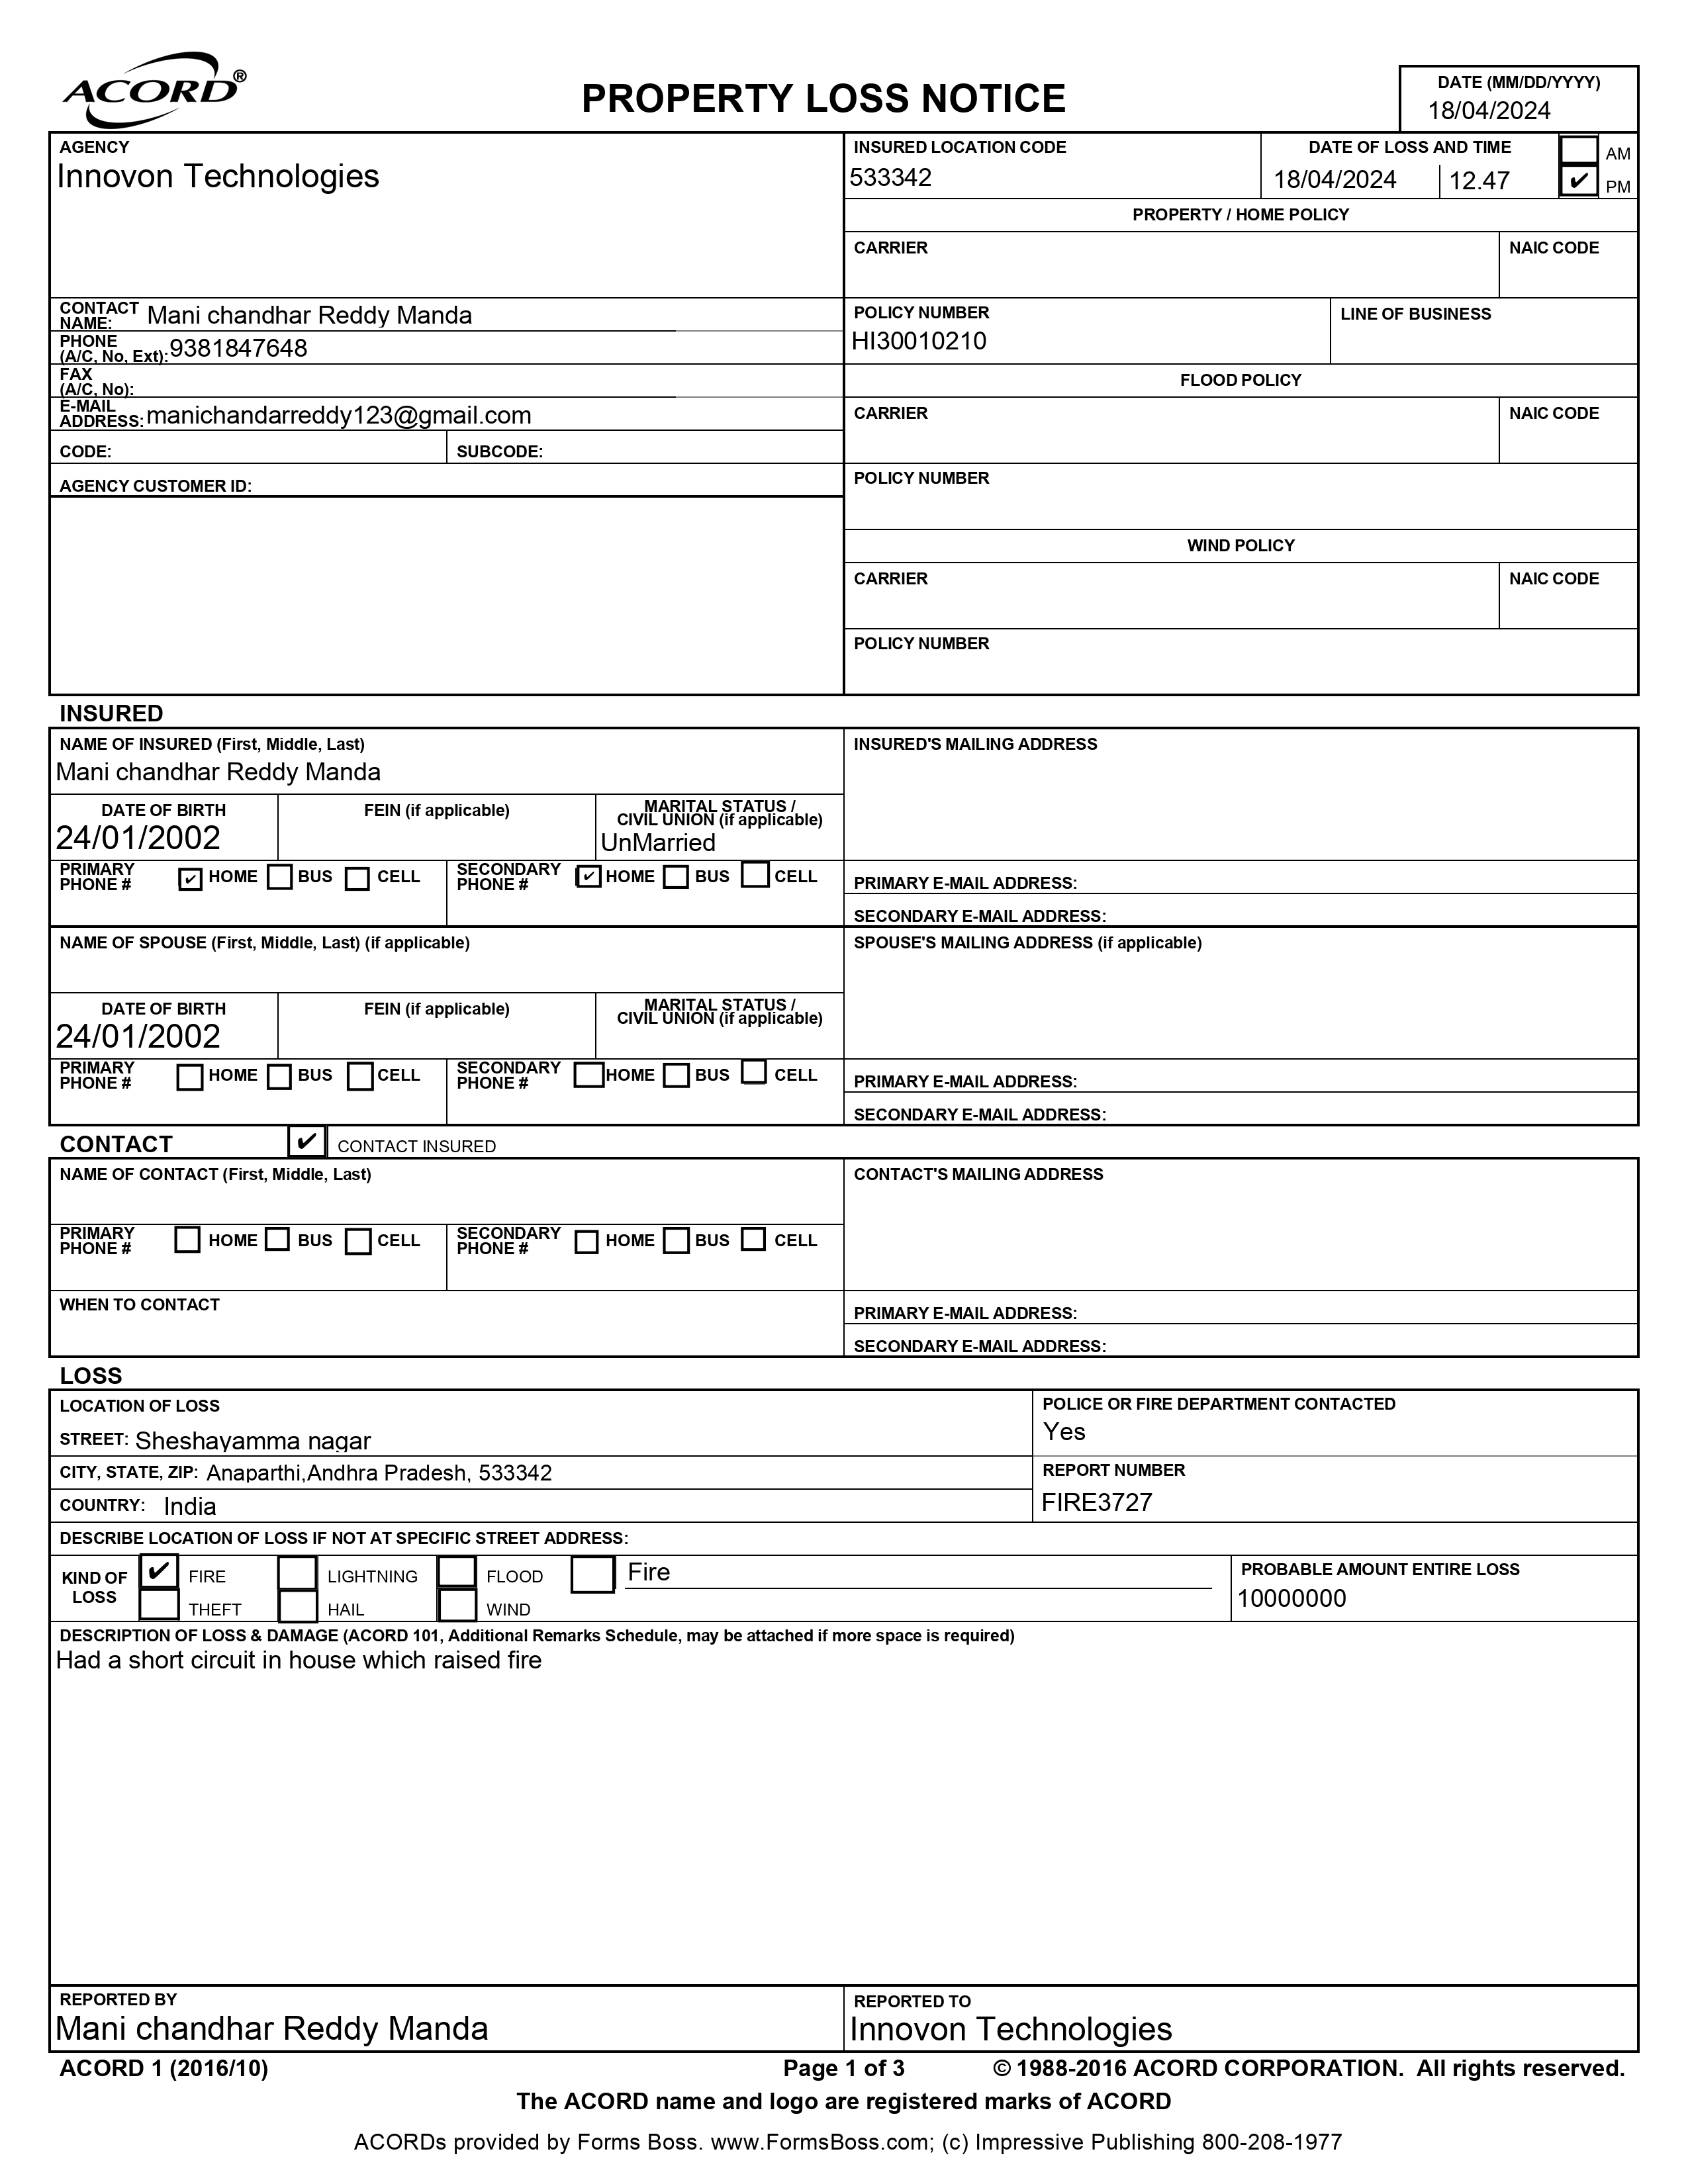 ACORD®
PROPERTY LOSS NOTICE
DATE (MM/DD/YYYY)
18/04/2024
AGENCY
Innovon Technologies
INSURED LOCATION CODE
533342
DATE OF LOSS AND TIME
18/04/2024 12.47
AM
✔ PM
PROPERTY / HOME POLICY
CARRIER
NAIC CODE
CONTACT NAME: Mani chandhar Reddy Manda
PHONE (A/C, No, Ext): 9381847648
FAX (A/C, No):
E-MAIL ADDRESS: manichandarreddy123@gmail.com
CODE: SUBCODE:
AGENCY CUSTOMER ID:
POLICY NUMBER
HI30010210
LINE OF BUSINESS
FLOOD POLICY
CARRIER
NAIC CODE
POLICY NUMBER
WIND POLICY
CARRIER
NAIC CODE
POLICY NUMBER
INSURED
NAME OF INSURED (First, Middle, Last)
Mani chandhar Reddy Manda
INSURED'S MAILING ADDRESS
DATE OF BIRTH
24/01/2002
FEIN (if applicable)
MARITAL STATUS /
CIVIL UNION (if applicable)
UnMarried
PRIMARY PHONE # ✔ HOME BUS CELL
SECONDARY PHONE # ✔ HOME BUS CELL
PRIMARY E-MAIL ADDRESS:
SECONDARY E-MAIL ADDRESS:
NAME OF SPOUSE (First, Middle, Last) (if applicable)
SPOUSE'S MAILING ADDRESS (if applicable)
DATE OF BIRTH
24/01/2002
FEIN (if applicable)
MARITAL STATUS /
CIVIL UNION (if applicable)
PRIMARY PHONE # HOME BUS CELL
SECONDARY PHONE # HOME BUS CELL
PRIMARY E-MAIL ADDRESS:
SECONDARY E-MAIL ADDRESS:
CONTACT ✔ CONTACT INSURED
NAME OF CONTACT (First, Middle, Last)
CONTACT'S MAILING ADDRESS
PRIMARY PHONE # HOME BUS CELL
SECONDARY PHONE # HOME BUS CELL
WHEN TO CONTACT
PRIMARY E-MAIL ADDRESS:
SECONDARY E-MAIL ADDRESS:
LOSS
LOCATION OF LOSS
STREET: Sheshayamma nagar
CITY, STATE, ZIP: Anaparthi,Andhra Pradesh, 533342
COUNTRY: India
POLICE OR FIRE DEPARTMENT CONTACTED
Yes
REPORT NUMBER
FIRE3727
DESCRIBE LOCATION OF LOSS IF NOT AT SPECIFIC STREET ADDRESS:
KIND OF LOSS
✔ FIRE LIGHTNING FLOOD Fire
THEFT HAIL WIND
PROBABLE AMOUNT ENTIRE LOSS
10000000
DESCRIPTION OF LOSS & DAMAGE (ACORD 101, Additional Remarks Schedule, may be attached if more space is required)
Had a short circuit in house which raised fire
REPORTED BY
Mani chandhar Reddy Manda
REPORTED TO
Innovon Technologies
ACORD 1 (2016/10) Page 1 of 3 © 1988-2016 ACORD CORPORATION. All rights reserved.
The ACORD name and logo are registered marks of ACORD
ACORDs provided by Forms Boss. www.FormsBoss.com; (c) Impressive Publishing 800-208-1977